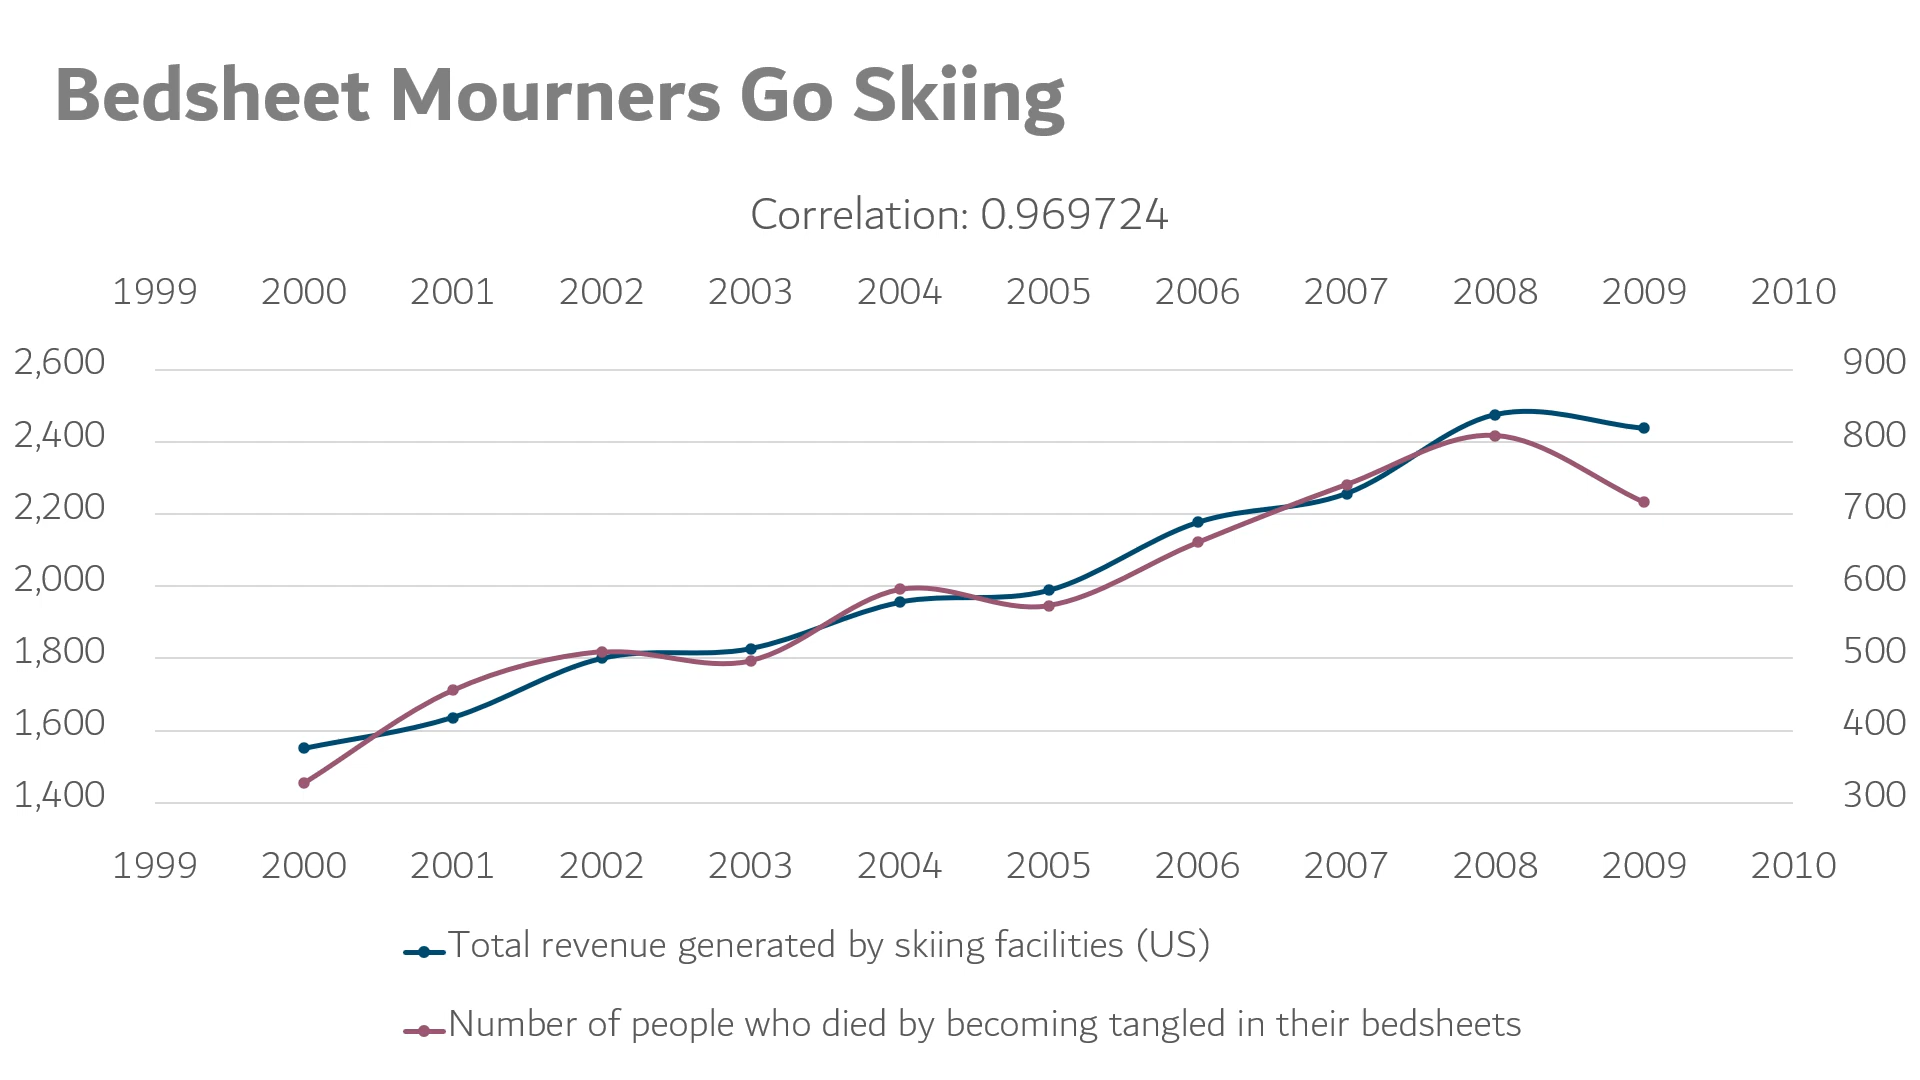 Bedsheet Mourners Go Skiing
Correlation: 0.969724
1999 2000 2001 2002 2003 2004 2005 2006 2007 2008 2009 2010
2,600 900
2,400 800
2,200 700
2,000 600
1,800 500
1,600 400
1,400 300
1999 2000 2001 2002 2003 2004 2005 2006 2007 2008 2009 2010
Total revenue generated by skiing facilities (US)
Number of people who died by becoming tangled in their bedsheets